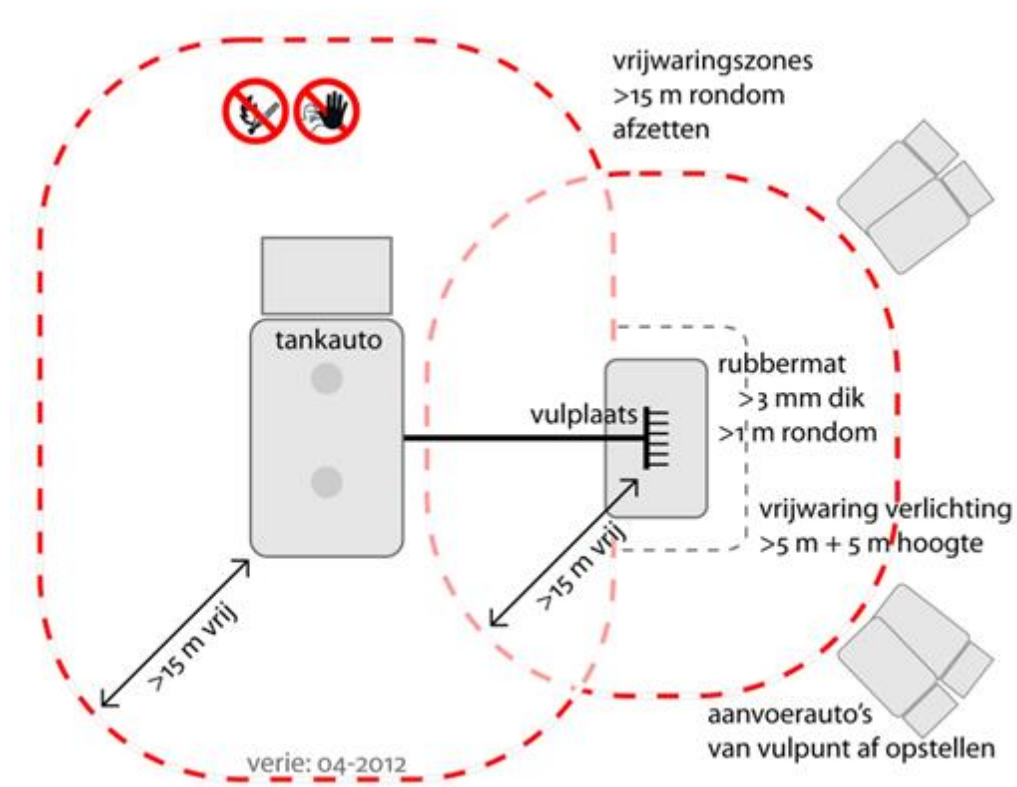 vrijwaringszones
>15 m rondom
afzetten
tankauto
vulplaats
rubbermat
>3 mm dik
>1 m rondom
vrijwaring verlichting
>5 m + 5 m hoogte
>15 m vrij
>15 m vrij
aanvoerauto's
van vulpunt af opstellen
verie: 04-2012